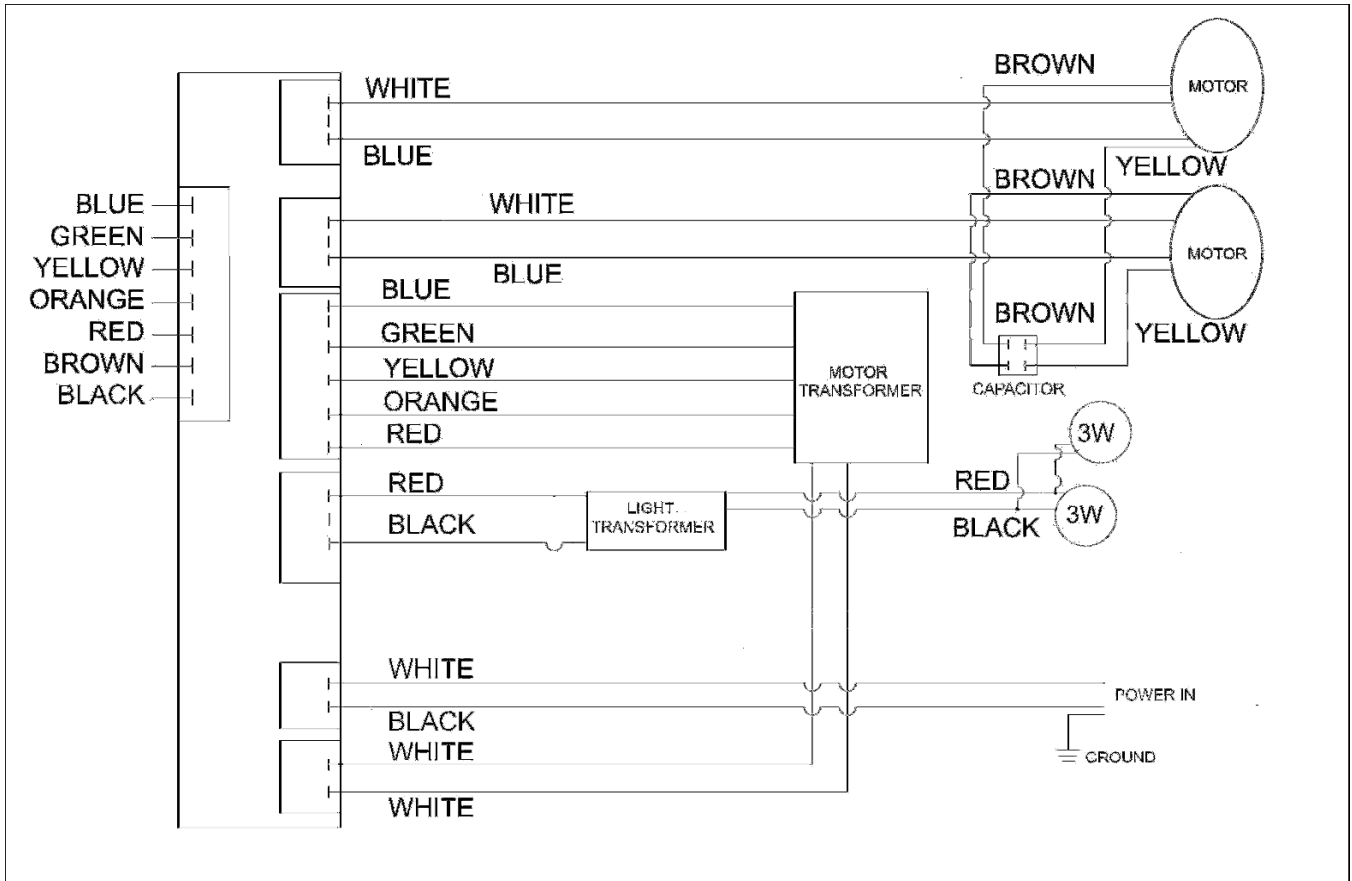 BROWN
WHITE
MOTOR
BLUE
YELLOW
BROWN
BLUE
GREEN
YELLOW
ORANGE
RED
BROWN
BLACK
WHITE
MOTOR
BLUE
BLUE
BROWN
YELLOW
GREEN
YELLOW
ORANGE
RED
MOTOR
TRANSFORMER
CAPACITOR
3W
RED
BLACK
LIGHT
TRANSFORMER
RED
BLACK
3W
WHITE
BLACK
POWER IN
GROUND
WHITE
WHITE